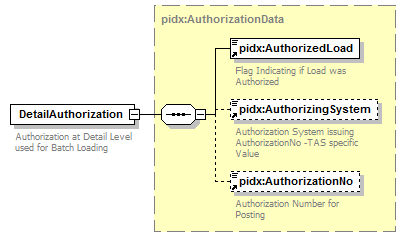 pidx:AuthorizationData
pidx:AuthorizedLoad
Flag Indicating if Load was
Authorized
DetailAuthorization
Authorization at Detail Level
used for Batch Loading
pidx:AuthorizingSystem
Authorization System issuing
AuthorizationNo -TAS specific
Value
pidx:AuthorizationNo
Authorization Number for
Posting